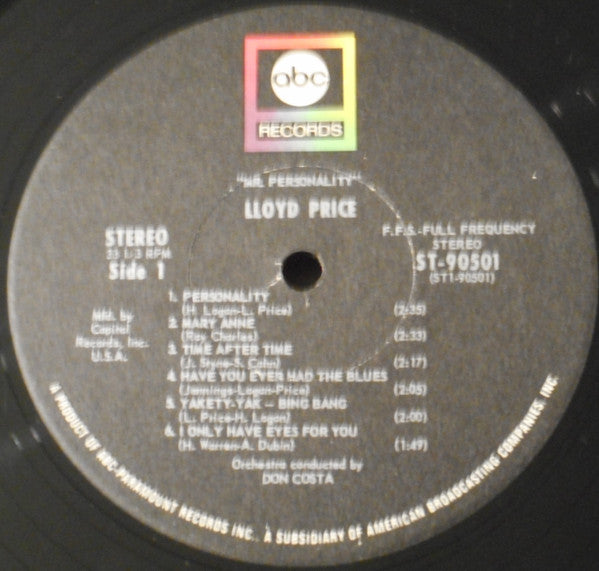 abc
RECORDS
"MR. PERSONALITY"
LLOYD PRICE
STEREO
33 1/3 RPM
Side 1
F.F.S.-FULL FREQUENCY
STEREO
ST-90501
(ST1-90501)
Mfd. by
Capitol
Records, Inc.
U.S.A.
1. PERSONALITY
(H. Logan-L. Price) (2:35)
2. MARY ANNE
(Ray Charles) (2:33)
3. TIME AFTER TIME
(J. Styne-S. Cahn) (2:17)
4. HAVE YOU EVER HAD THE BLUES
(Jennings-Logan-Price) (2:05)
5. YAKETY-YAK — BING BANG
(L. Price-H. Logan) (2:00)
6. I ONLY HAVE EYES FOR YOU
(H. Warren-A. Dubin) (1:49)
Orchestra conducted by
DON COSTA
A PRODUCT OF ABC-PARAMOUNT RECORDS INC., A SUBSIDIARY OF AMERICAN BROADCASTING COMPANIES, INC.